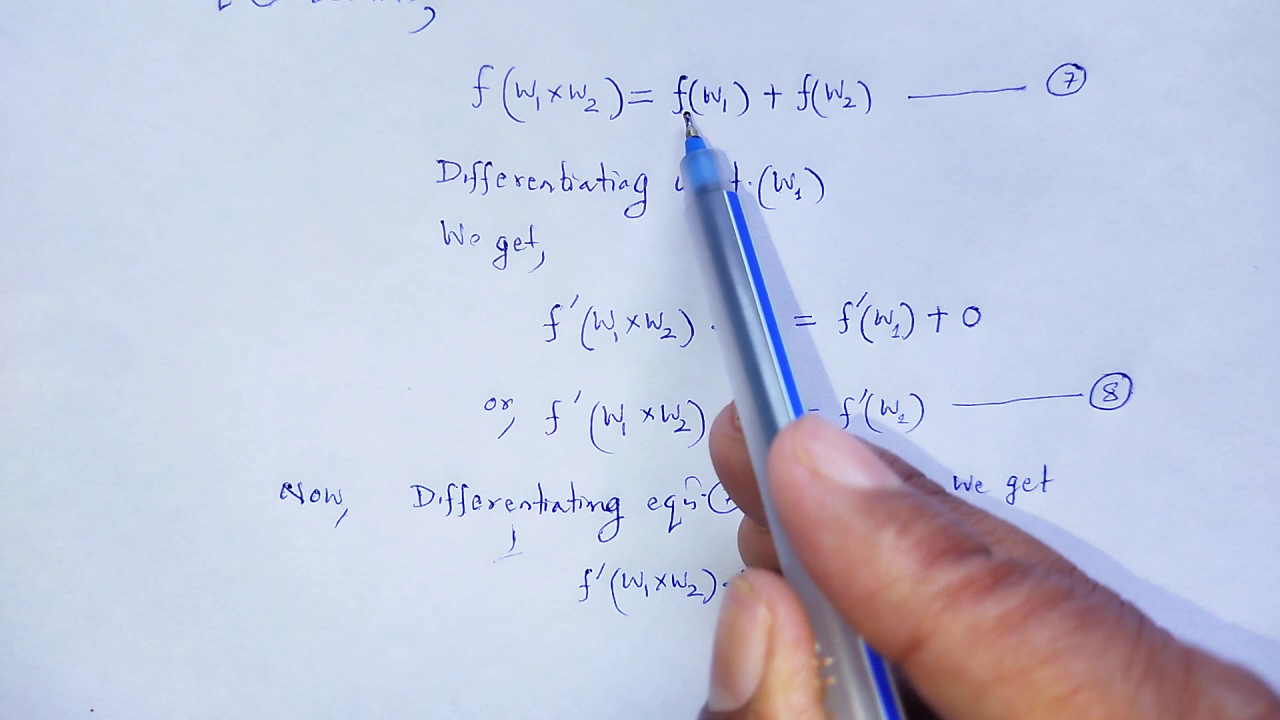 f(W₁×W₂) = f(W₁) + f(W₂) ——— ⑦
Differentiating t. (W₁)
We get,
f′(W₁×W₂) · = f′(W₁) + 0
or, f′(W₁×W₂) = f′(W₁) ——— ⑧
Now, Differentiating eqn. We get
f′(W₁×W₂) ·